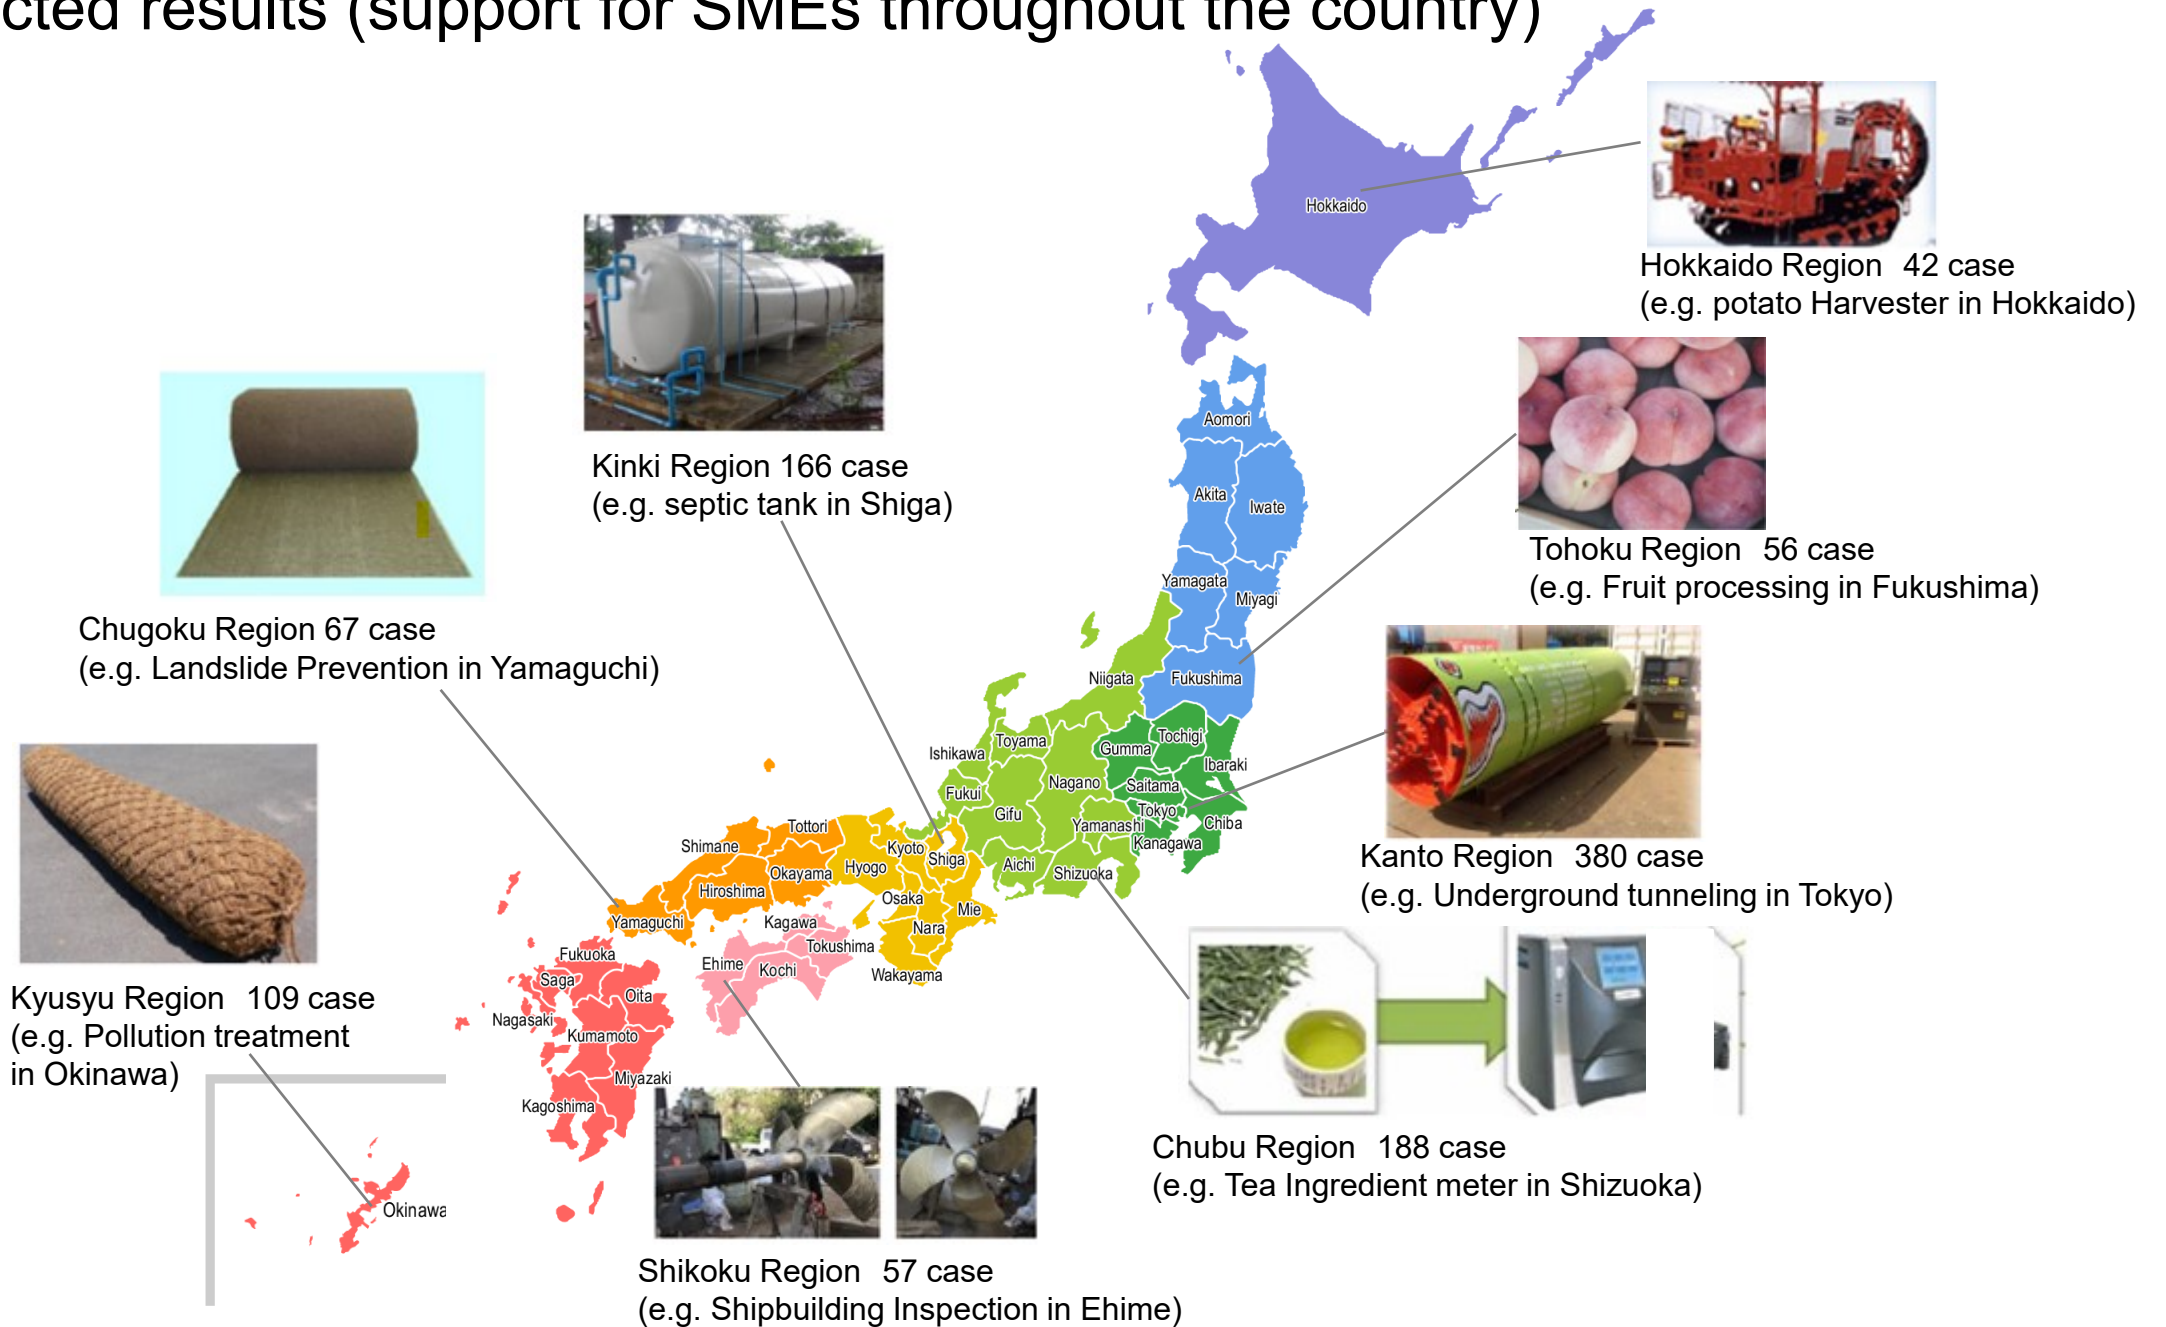 cted results (support for SMEs throughout the country)
Hokkaido
Hokkaido Region 42 case
(e.g. potato Harvester in Hokkaido)
Kinki Region 166 case
(e.g. septic tank in Shiga)
Aomori
Akita
Iwate
Yamagata
Miyagi
Fukushima
Tohoku Region 56 case
(e.g. Fruit processing in Fukushima)
Chugoku Region 67 case
(e.g. Landslide Prevention in Yamaguchi)
Niigata
Ishikawa
Toyama
Gumma
Tochigi
Ibaraki
Fukui
Nagano
Saitama
Gifu
Tokyo
Yamanashi
Chiba
Kanagawa
Aichi
Shizuoka
Kanto Region 380 case
(e.g. Underground tunneling in Tokyo)
Tottori
Shimane
Kyoto
Shiga
Hyogo
Okayama
Hiroshima
Osaka
Mie
Yamaguchi
Kagawa
Nara
Tokushima
Ehime
Kochi
Wakayama
Fukuoka
Saga
Oita
Nagasaki
Kumamoto
Miyazaki
Kagoshima
Kyusyu Region 109 case
(e.g. Pollution treatment
in Okinawa)
Okinawa
Chubu Region 188 case
(e.g. Tea Ingredient meter in Shizuoka)
Shikoku Region 57 case
(e.g. Shipbuilding Inspection in Ehime)